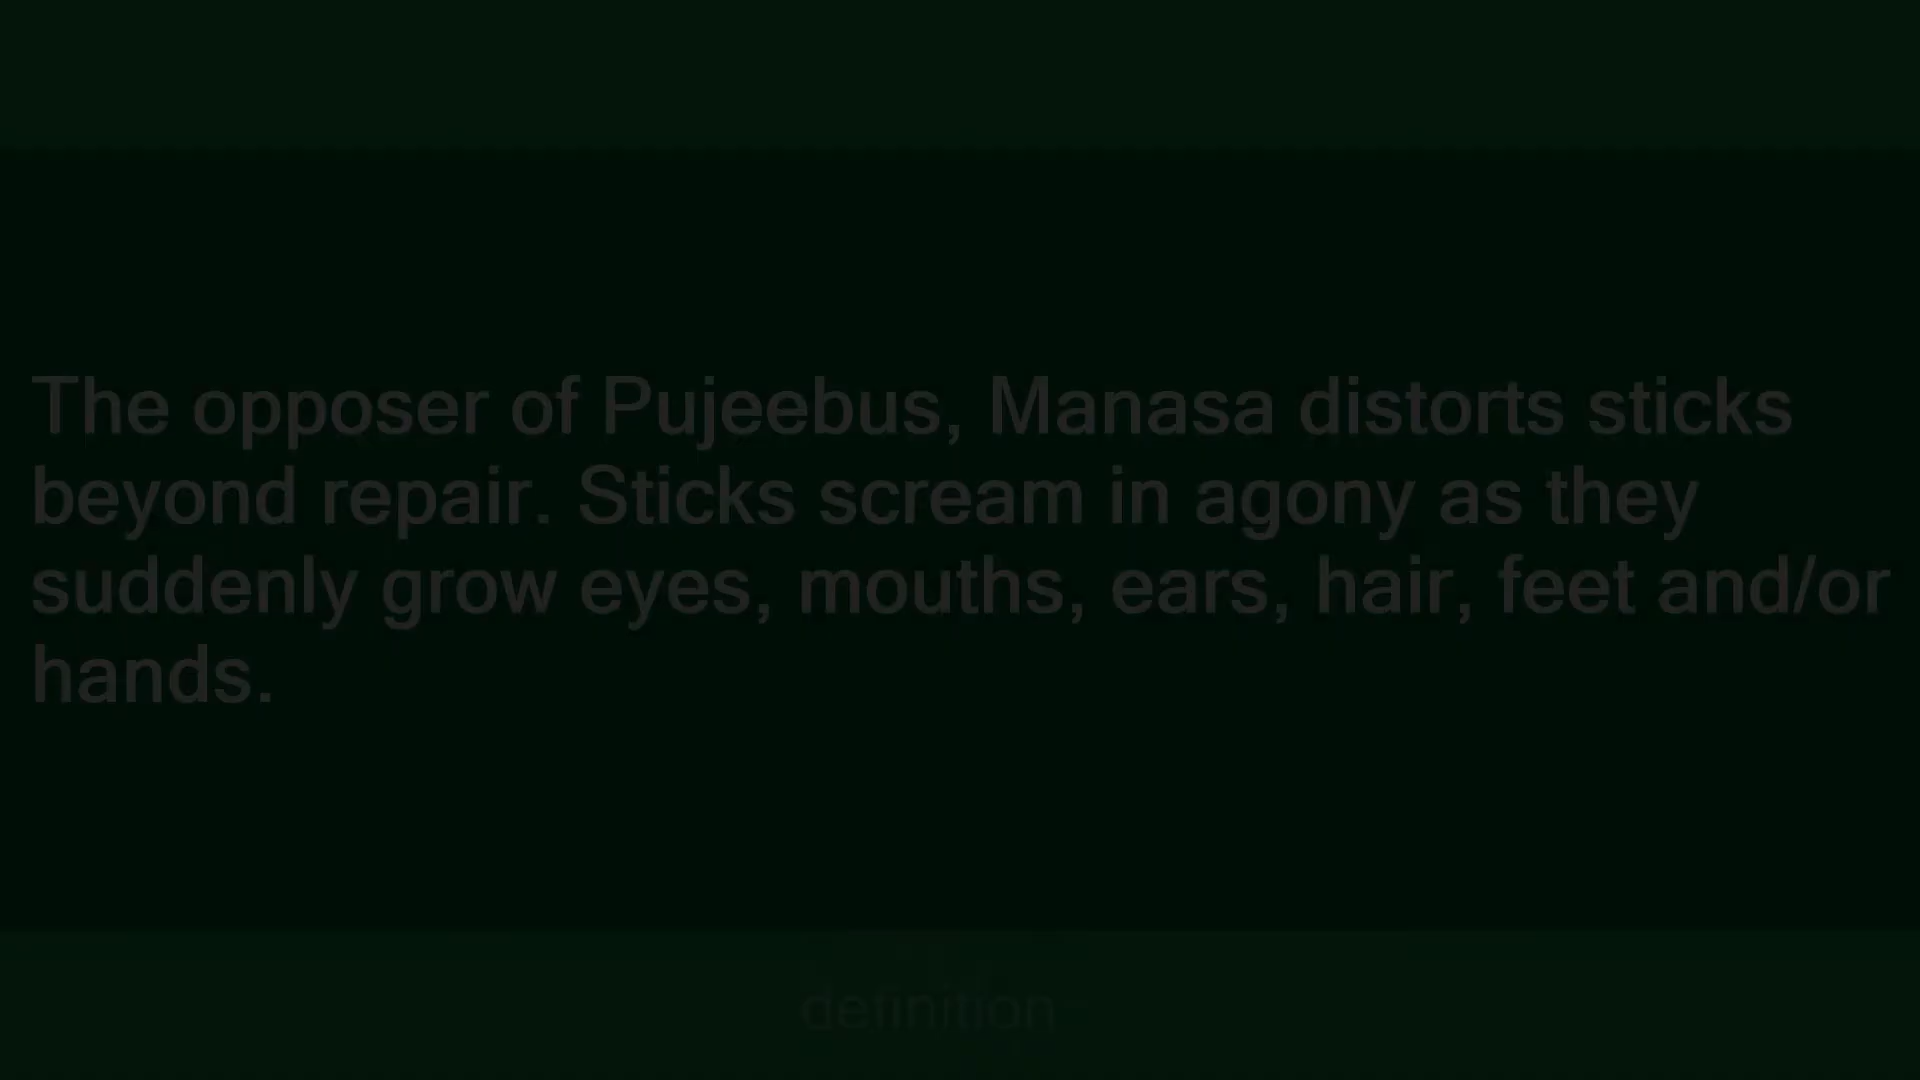 The opposer of Pujeebus, Manasa distorts sticks
beyond repair. Sticks scream in agony as they
suddenly grow eyes, mouths, ears, hair, feet and/or
hands.
definition